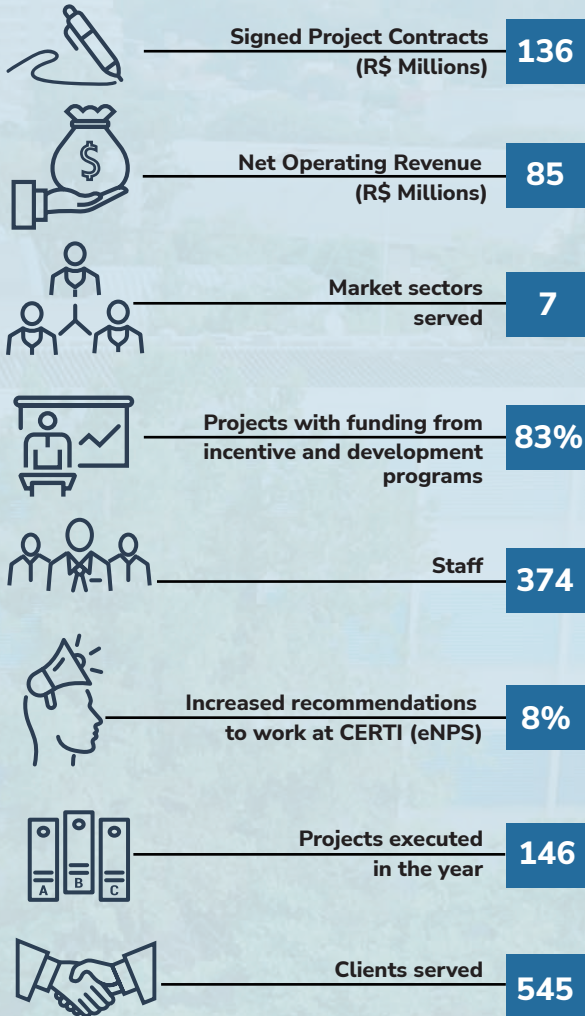 Signed Project Contracts
(R$ Millions)
136
$
Net Operating Revenue
(R$ Millions)
85
Market sectors
served
7
Projects with funding from
incentive and development
programs
83%
Staff
374
Increased recommendations
to work at CERTI (eNPS)
8%
A
B
C
Projects executed
in the year
146
Clients served
545